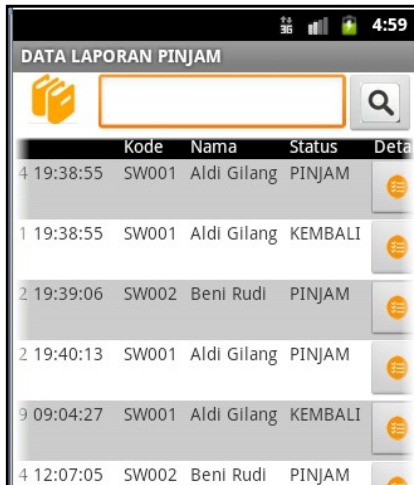 3G 4:59
DATA LAPORAN PINJAM
Kode Nama Status Deta
4 19:38:55 SW001 Aldi Gilang PINJAM
1 19:38:55 SW001 Aldi Gilang KEMBALI
2 19:39:06 SW002 Beni Rudi PINJAM
2 19:40:13 SW001 Aldi Gilang PINJAM
9 09:04:27 SW001 Aldi Gilang KEMBALI
4 12:07:05 SW002 Beni Rudi PINJAM